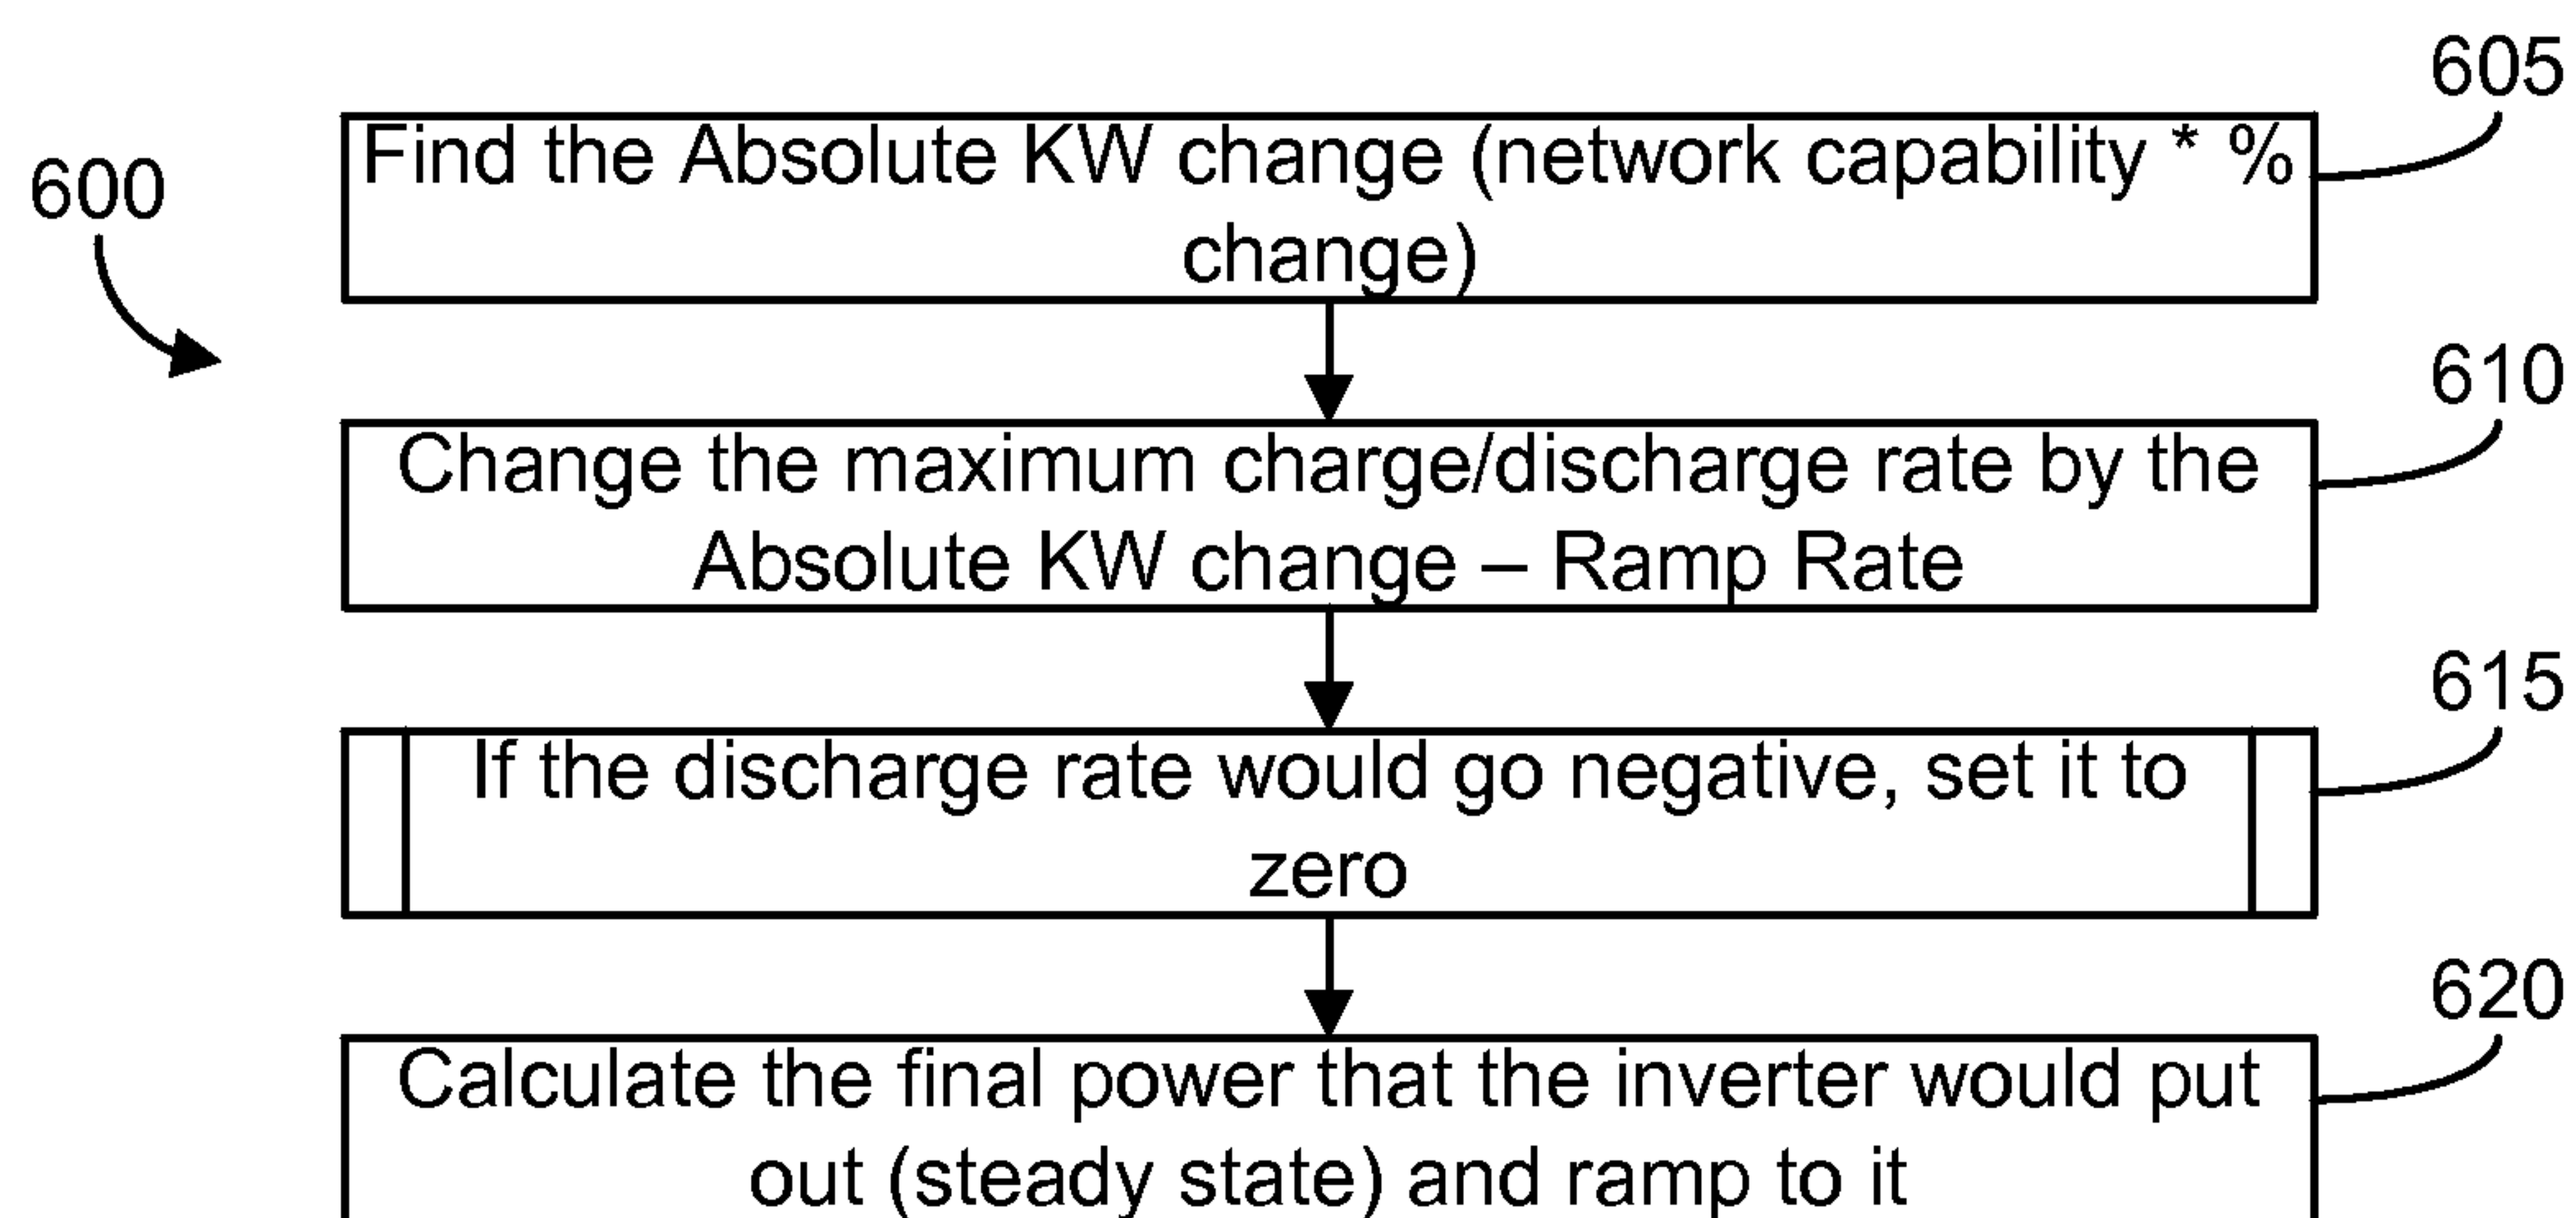 605
Find the Absolute KW change (network capability * %
change)
600
610
Change the maximum charge/discharge rate by the
Absolute KW change – Ramp Rate
615
If the discharge rate would go negative, set it to
zero
620
Calculate the final power that the inverter would put
out (steady state) and ramp to it